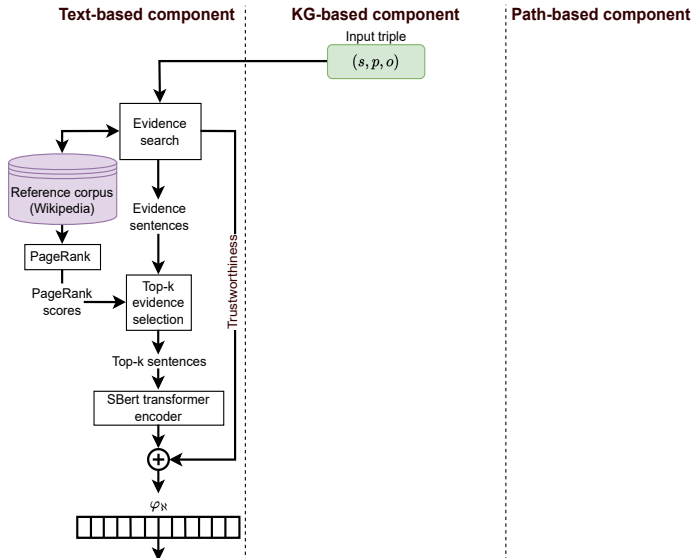 Text-based component
KG-based component
Path-based component
Input triple
(s, p, o)
Evidence
search
Reference corpus
(Wikipedia)
Evidence
sentences
PageRank
Trustworthiness
PageRank
scores
Top-k
evidence
selection
Top-k sentences
SBert transformer
encoder
+
φℵ